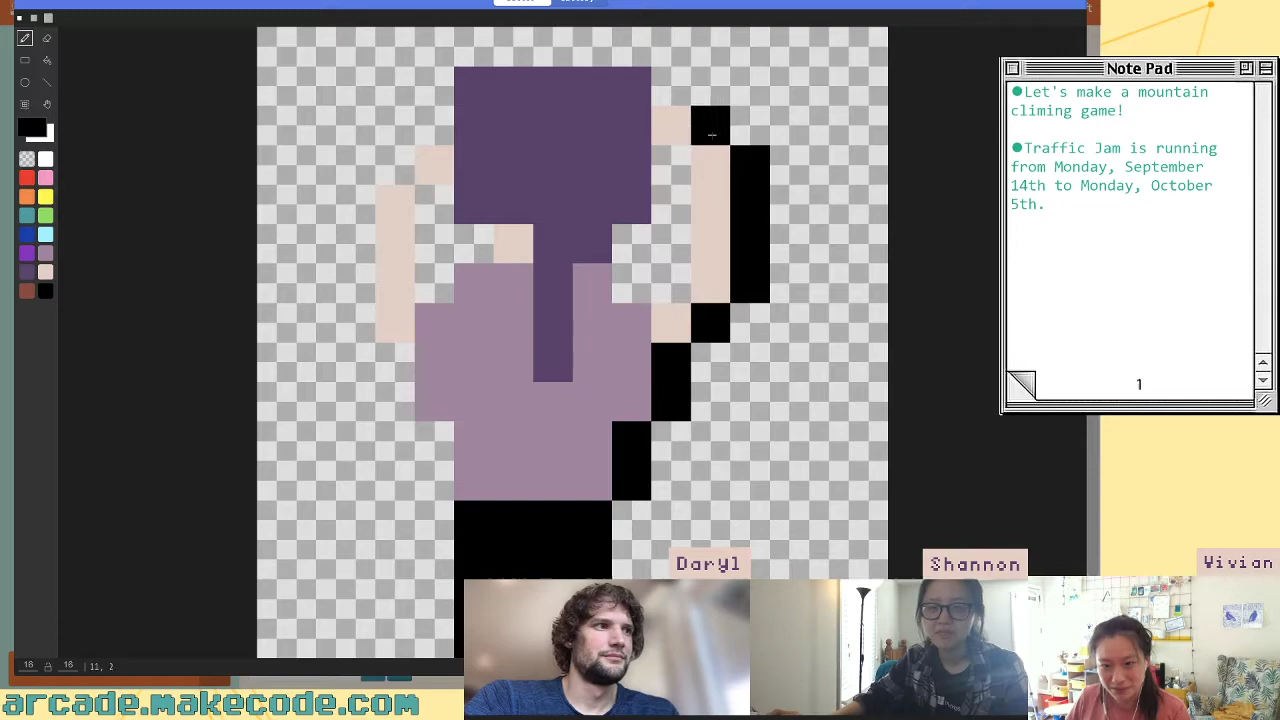 Note Pad
●Let's make a mountain
climing game!
●Traffic Jam is running
from Monday, September
14th to Monday, October
5th.
1
Daryl
Shannon
Vivian
16
16
11, 2
arcade.makecode.com